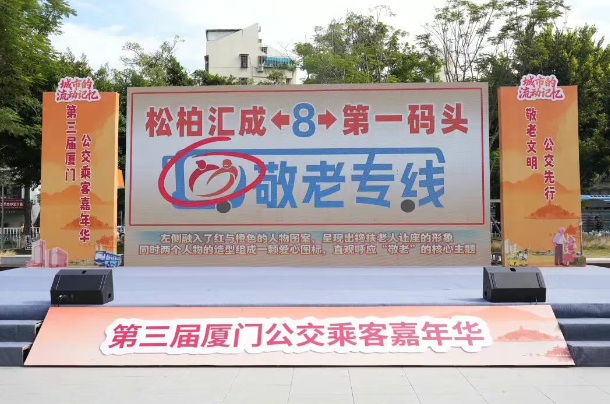 城市的
流动记忆
第三届厦门
公交乘客嘉年华
松柏汇成←8→第一码头
敬老专线
左侧融入了红与橙色的人物图案，呈现出搀扶老人让座的形象
同时两个人物的造型组成一颗爱心图标，直观呼应“敬老”的核心主题
城市的
流动记忆
敬老文明
公交先行
第三届厦门公交乘客嘉年华